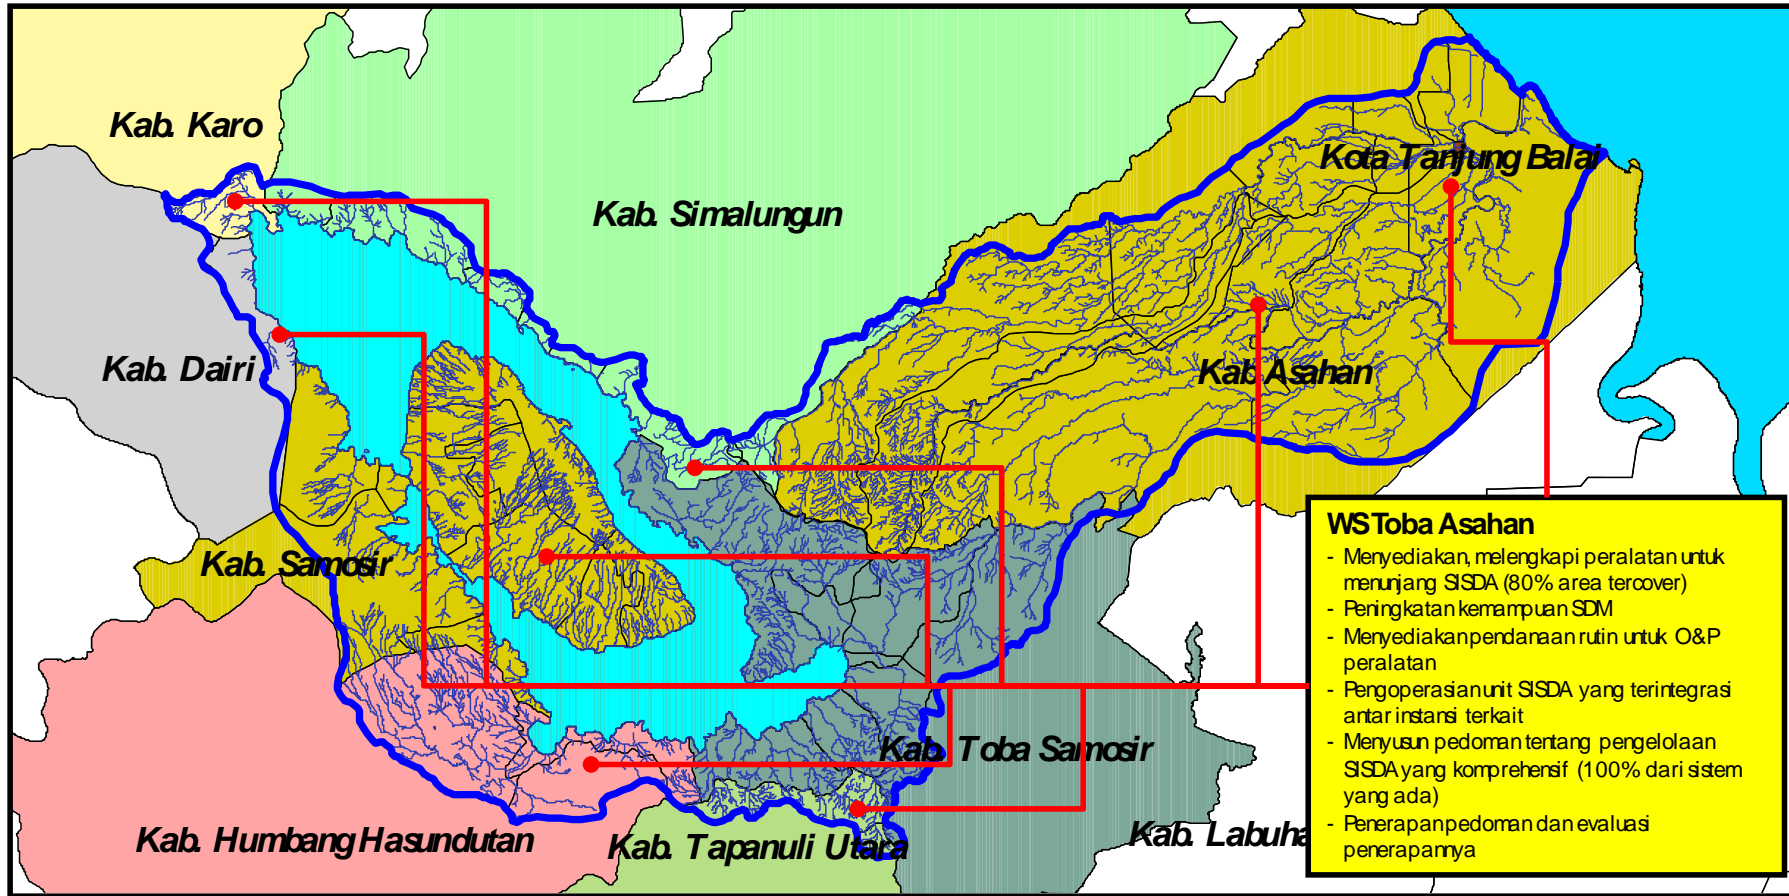 Kab. Karo
Kota Tanjung Balai
Kab. Simalungun
Kab. Dairi
Kab Asahan
Kab. Samosir
WS Toba Asahan
- Menyediakan, melengkapi peralatan untuk
menunjang SISDA (80% area tercover)
- Peningkatan kemampuan SDM
- Menyediakan pendanaan rutin untuk O&P
peralatan
- Pengoperasian unit SISDA yang terintegrasi
antar instansi terkait
- Menyusun pedoman tentang pengelolaan
SISDA yang komprehensif (100% dari sistem
yang ada)
- Penerapan pedoman dan evaluasi
penerapannya
Kab. Toba Samosir
Kab. Humbang Hasundutan
Kab. Tapanuli Utara
Kab. Labuha